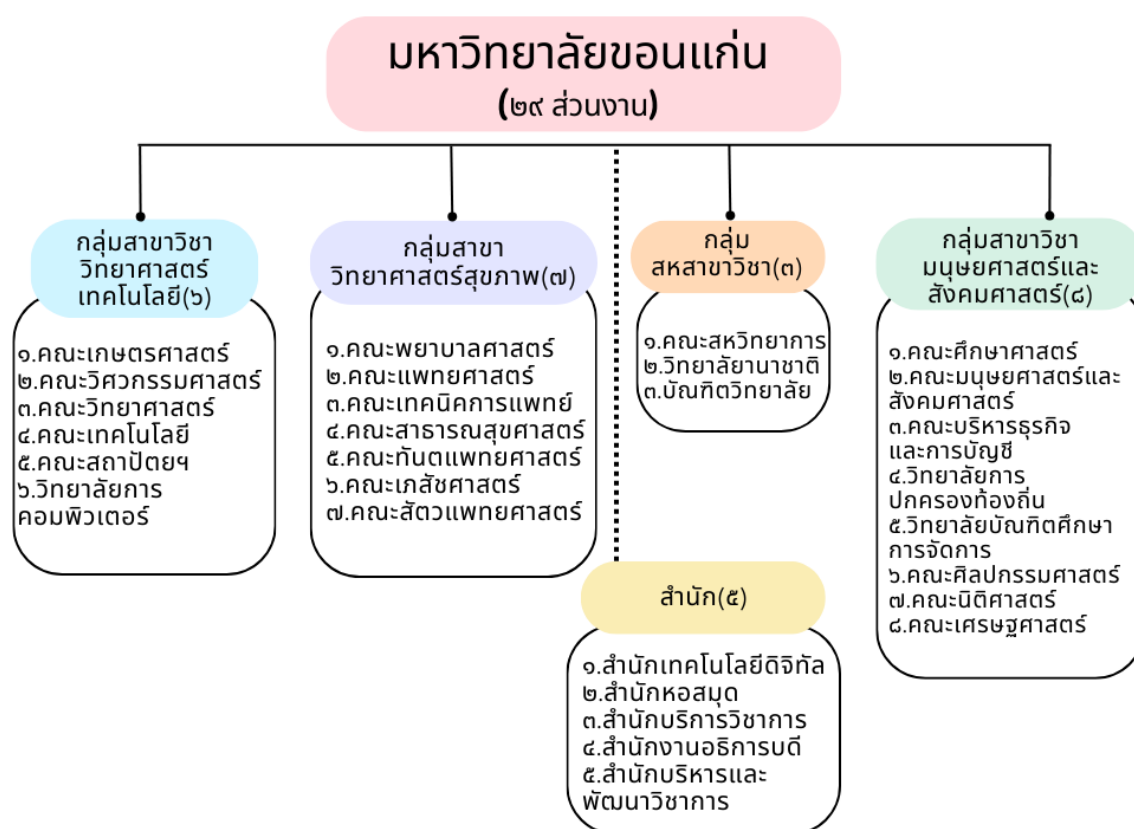 มหาวิทยาลัยขอนแก่น
(๒๙ ส่วนงาน)
กลุ่มสาขาวิชา
วิทยาศาสตร์
เทคโนโลยี(๖)
๑.คณะเกษตรศาสตร์
๒.คณะวิศวกรรมศาสตร์
๓.คณะวิทยาศาสตร์
๔.คณะเทคโนโลยี
๕.คณะสถาปัตยฯ
๖.วิทยาลัยการ
คอมพิวเตอร์
กลุ่มสาขา
วิทยาศาสตร์สุขภาพ(๗)
๑.คณะพยาบาลศาสตร์
๒.คณะแพทยศาสตร์
๓.คณะเทคนิคการแพทย์
๔.คณะสาธารณสุขศาสตร์
๕.คณะทันตแพทยศาสตร์
๖.คณะเภสัชศาสตร์
๗.คณะสัตวแพทยศาสตร์
กลุ่ม
สหสาขาวิชา(๓)
๑.คณะสหวิทยาการ
๒.วิทยาลัยานาชาติ
๓.บัณฑิตวิทยาลัย
กลุ่มสาขาวิชา
มนุษยศาสตร์และ
สังคมศาสตร์(๘)
๑.คณะศึกษาศาสตร์
๒.คณะมนุษยศาสตร์และ
สังคมศาสตร์
๓.คณะบริหารธุรกิจ
และการบัญชี
๔.วิทยาลัยการ
ปกครองท้องถิ่น
๕.วิทยาลัยบัณฑิตศึกษา
การจัดการ
๖.คณะศิลปกรรมศาสตร์
๗.คณะนิติศาสตร์
๘.คณะเศรษฐศาสตร์
สำนัก(๕)
๑.สำนักเทคโนโลยีดิจิทัล
๒.สำนักหอสมุด
๓.สำนักบริการวิชาการ
๔.สำนักงานอธิการบดี
๕.สำนักบริหารและ
พัฒนาวิชาการ